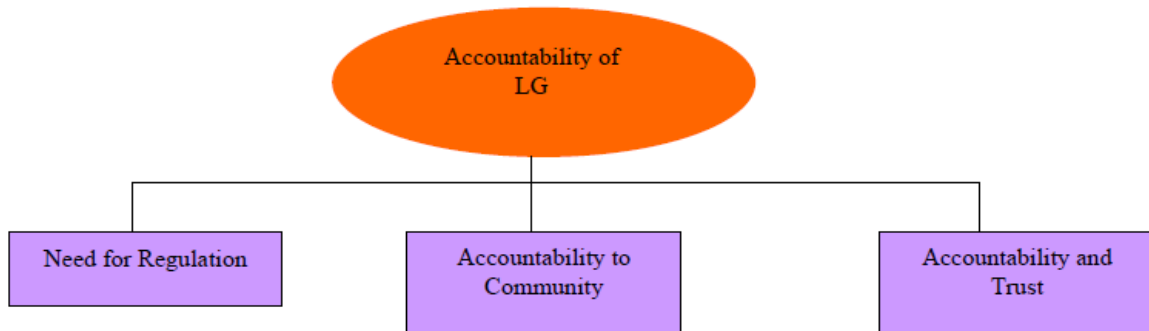 Accountability of
LG
Need for Regulation
Accountability to
Community
Accountability and
Trust